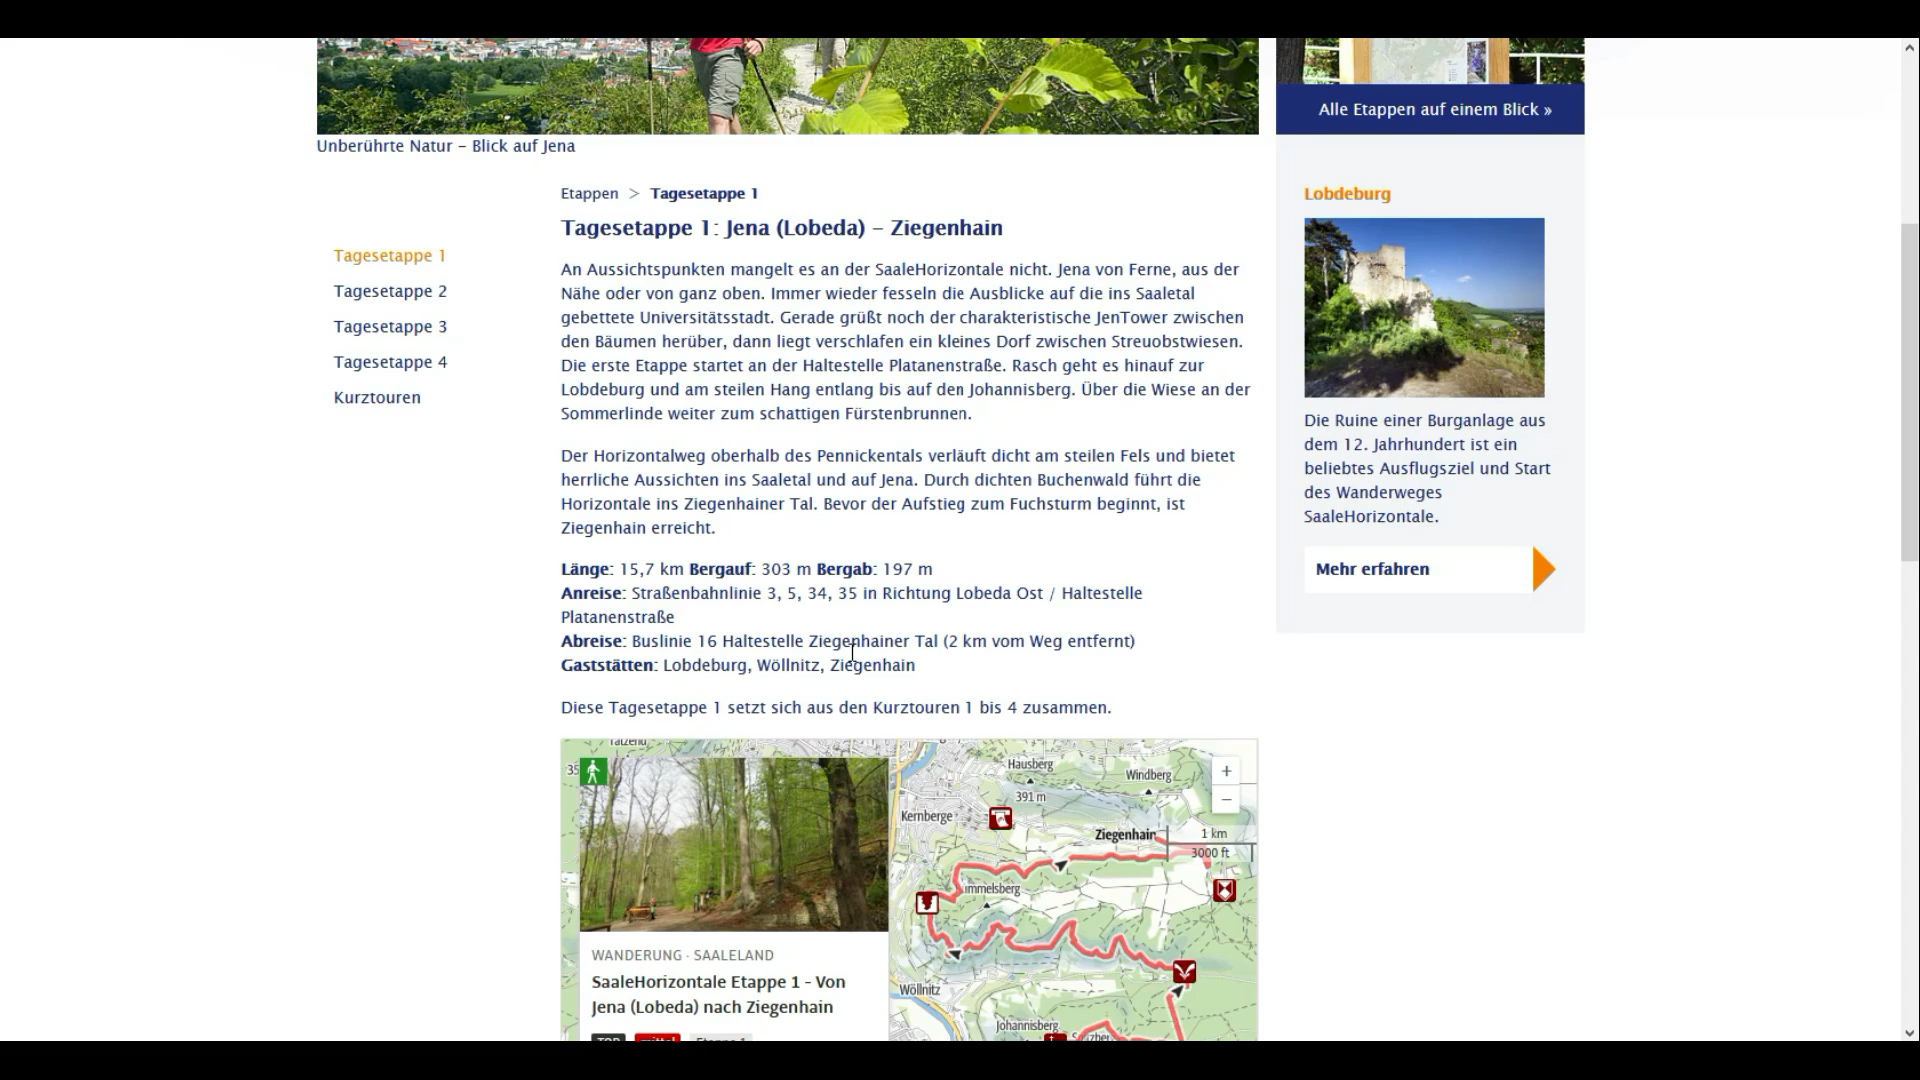 Alle Etappen auf einem Blick »
Unberührte Natur – Blick auf Jena
Etappen > Tagesetappe 1
Tagesetappe 1: Jena (Lobeda) – Ziegenhain
Tagesetappe 1
Tagesetappe 2
Tagesetappe 3
Tagesetappe 4
Kurztouren
An Aussichtspunkten mangelt es an der SaaleHorizontale nicht. Jena von Ferne, aus der
Nähe oder von ganz oben. Immer wieder fesseln die Ausblicke auf die ins Saaletal
gebettete Universitätsstadt. Gerade grüßt noch der charakteristische JenTower zwischen
den Bäumen herüber, dann liegt verschlafen ein kleines Dorf zwischen Streuobstwiesen.
Die erste Etappe startet an der Haltestelle Platanenstraße. Rasch geht es hinauf zur
Lobdeburg und am steilen Hang entlang bis auf den Johannisberg. Über die Wiese an der
Sommerlinde weiter zum schattigen Fürstenbrunnen.
Der Horizontalweg oberhalb des Pennickentals verläuft dicht am steilen Fels und bietet
herrliche Aussichten ins Saaletal und auf Jena. Durch dichten Buchenwald führt die
Horizontale ins Ziegenhainer Tal. Bevor der Aufstieg zum Fuchsturm beginnt, ist
Ziegenhain erreicht.
Länge: 15,7 km Bergauf: 303 m Bergab: 197 m
Anreise: Straßenbahnlinie 3, 5, 34, 35 in Richtung Lobeda Ost / Haltestelle
Platanenstraße
Abreise: Buslinie 16 Haltestelle Ziegenhainer Tal (2 km vom Weg entfernt)
Gaststätten: Lobdeburg, Wöllnitz, Ziegenhain
Diese Tagesetappe 1 setzt sich aus den Kurztouren 1 bis 4 zusammen.
Lobdeburg
Die Ruine einer Burganlage aus
dem 12. Jahrhundert ist ein
beliebtes Ausflugsziel und Start
des Wanderweges
SaaleHorizontale.
Mehr erfahren
Tatzend
35
WANDERUNG · SAALELAND
SaaleHorizontale Etappe 1 - Von
Jena (Lobeda) nach Ziegenhain
TOP mittel Etappe 1
Hausberg
391 m
Windberg
Kernberge
Ziegenhain
+
−
1 km
3000 ft
immelsberg
Wöllnitz
Johannisberg